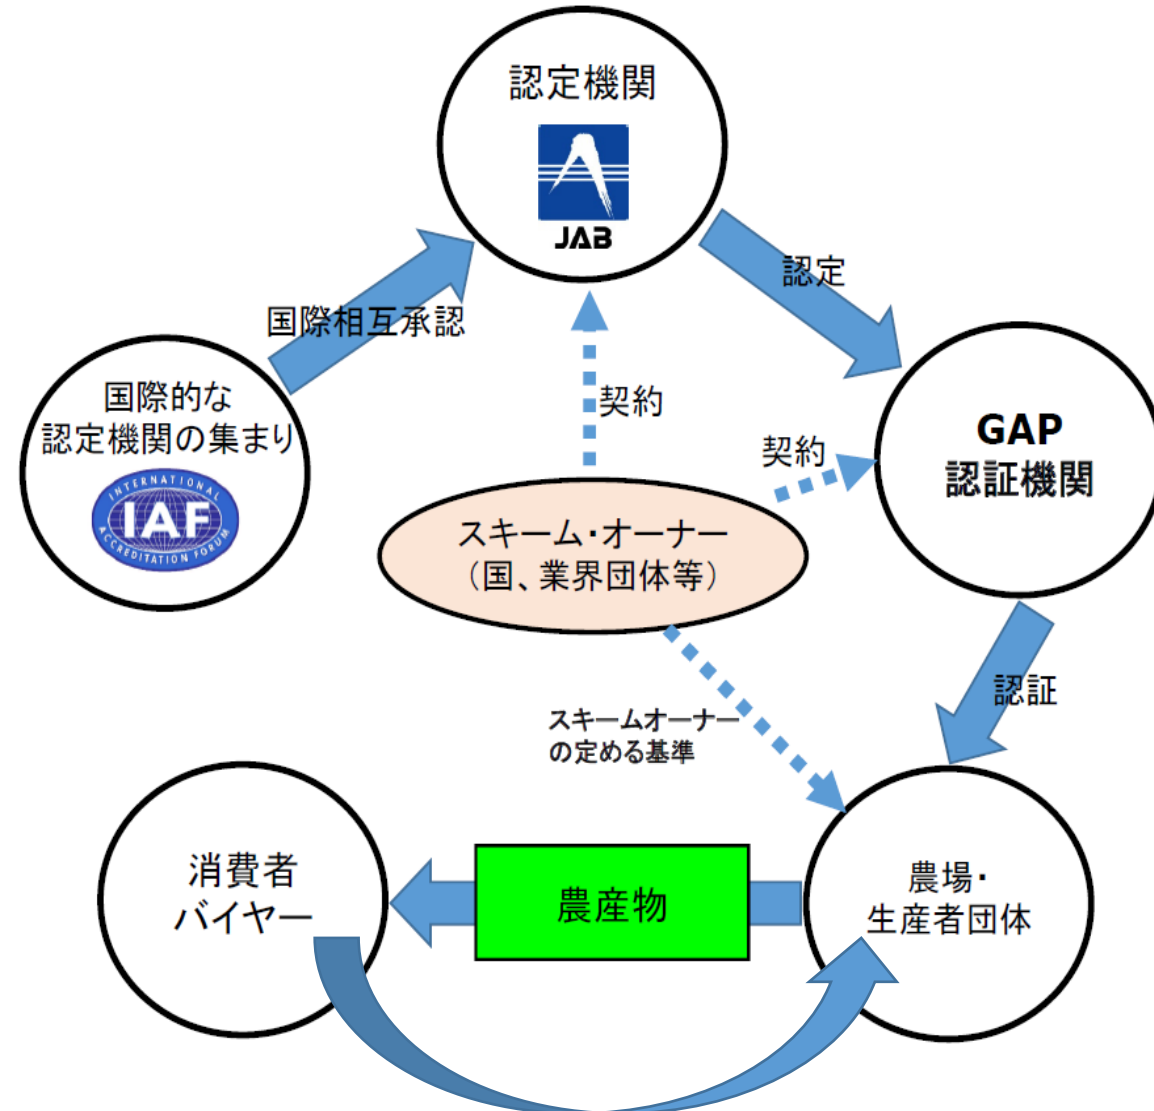 認定機関
JAB
認定
国際相互承認
国際的な
認定機関の集まり
INTERNATIONAL
IAF
ACCREDITATION FORUM
契約
契約
GAP
認証機関
スキーム・オーナー
（国、業界団体等）
認証
スキームオーナー
の定める基準
消費者
バイヤー
農産物
農場・
生産者団体